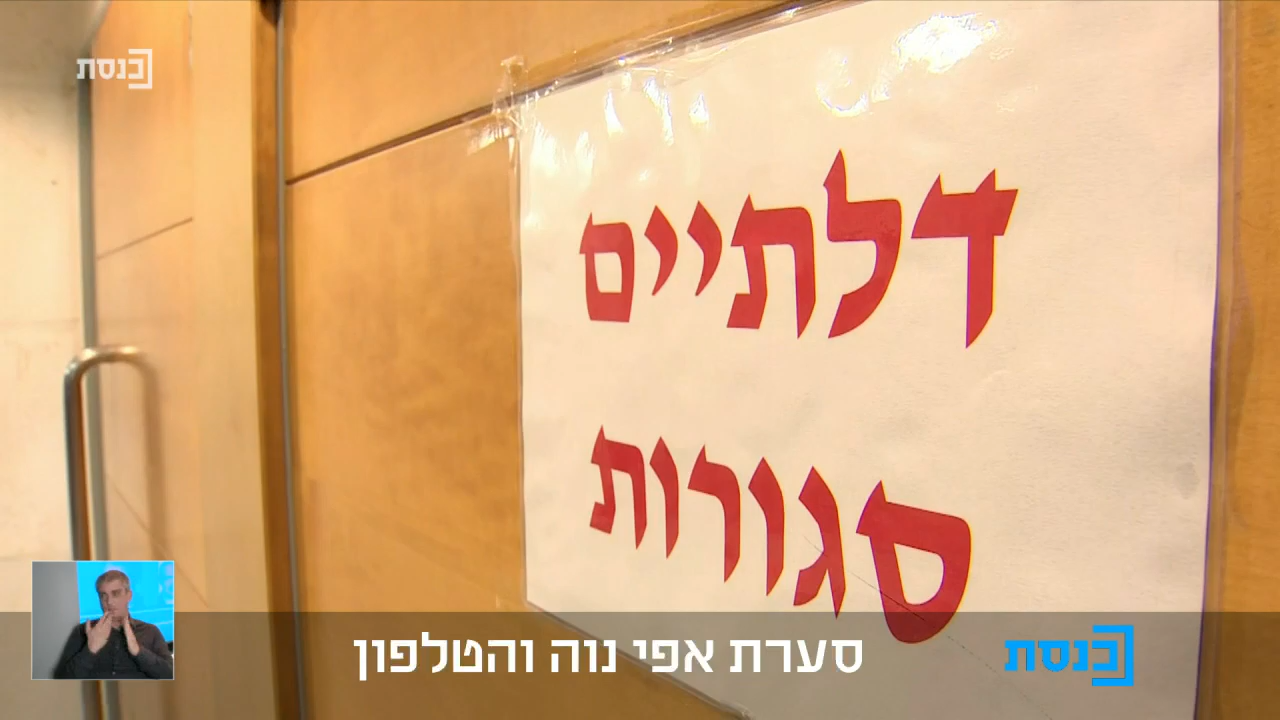 כנסת
דלתיים
סגורות
סערת אפי נוה והטלפון
כנסת